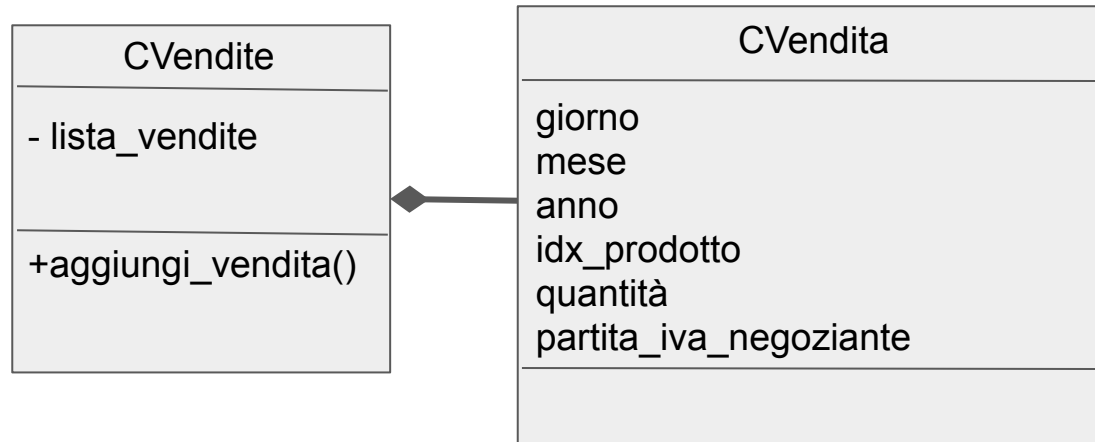 CVendite
- lista_vendite
+aggiungi_vendita()
CVendita
giorno
mese
anno
idx_prodotto
quantità
partita_iva_negoziante